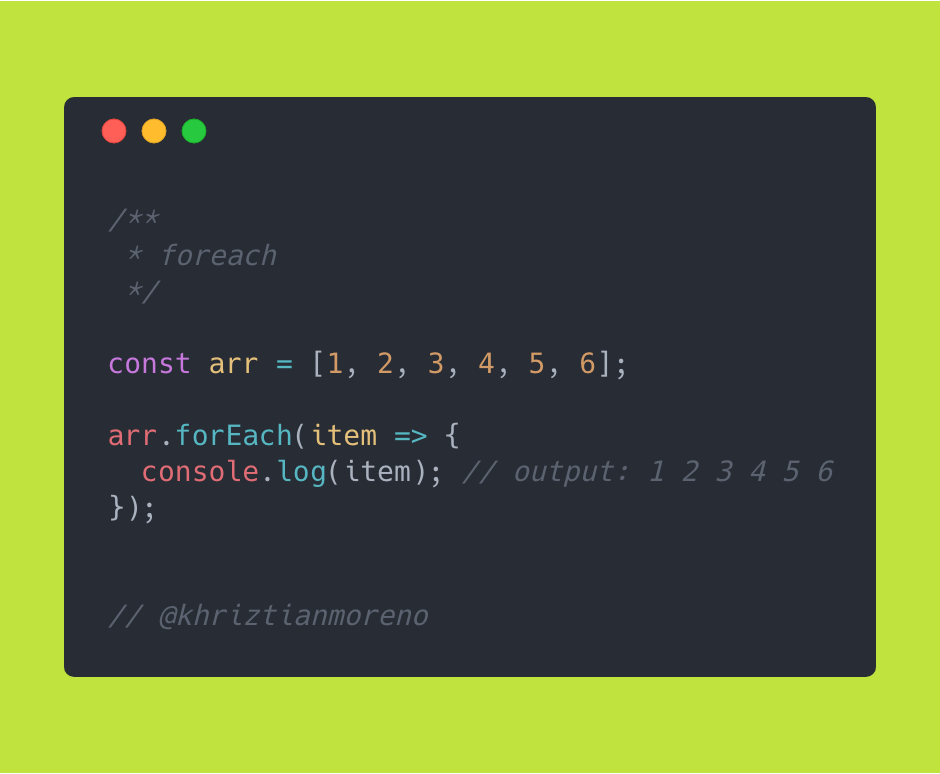 /**
 * foreach
 */
const arr = [1, 2, 3, 4, 5, 6];
arr.forEach(item => {
  console.log(item); // output: 1 2 3 4 5 6
});
// @khriztianmoreno